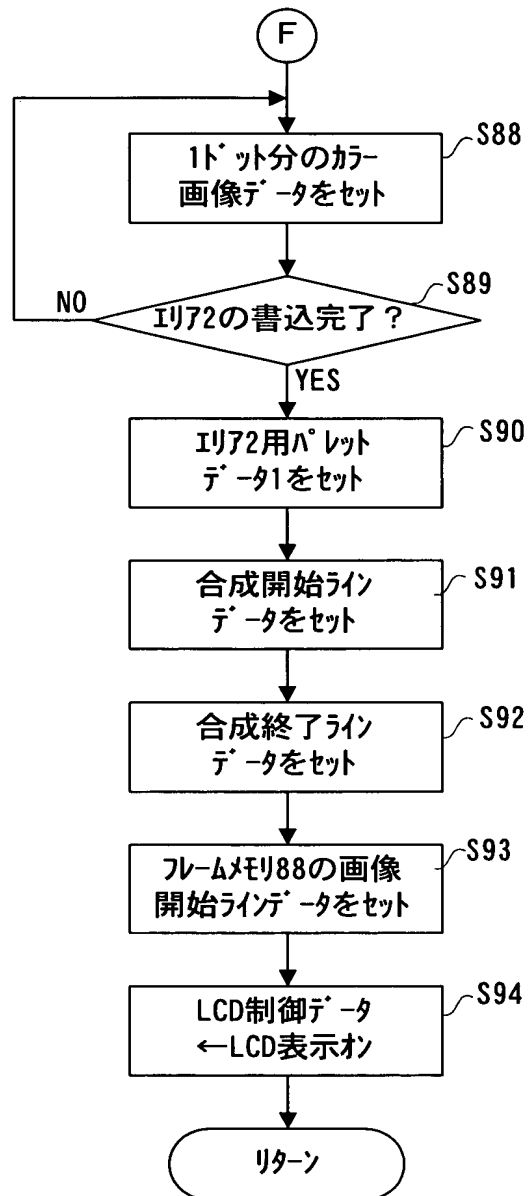 F
S88
1ﾄﾞｯﾄ分のｶﾗｰ
画像ﾃﾞｰﾀをｾｯﾄ
S89
NO
ｴﾘｱ2の書込完了？
YES
S90
ｴﾘｱ2用ﾊﾟﾚｯﾄ
ﾃﾞｰﾀ1をｾｯﾄ
S91
合成開始ﾗｲﾝ
ﾃﾞｰﾀをｾｯﾄ
S92
合成終了ﾗｲﾝ
ﾃﾞｰﾀをｾｯﾄ
S93
ﾌﾚｰﾑﾒﾓﾘ88の画像
開始ﾗｲﾝﾃﾞｰﾀをｾｯﾄ
S94
LCD制御ﾃﾞｰﾀ
←LCD表示ｵﾝ
ﾘﾀｰﾝ